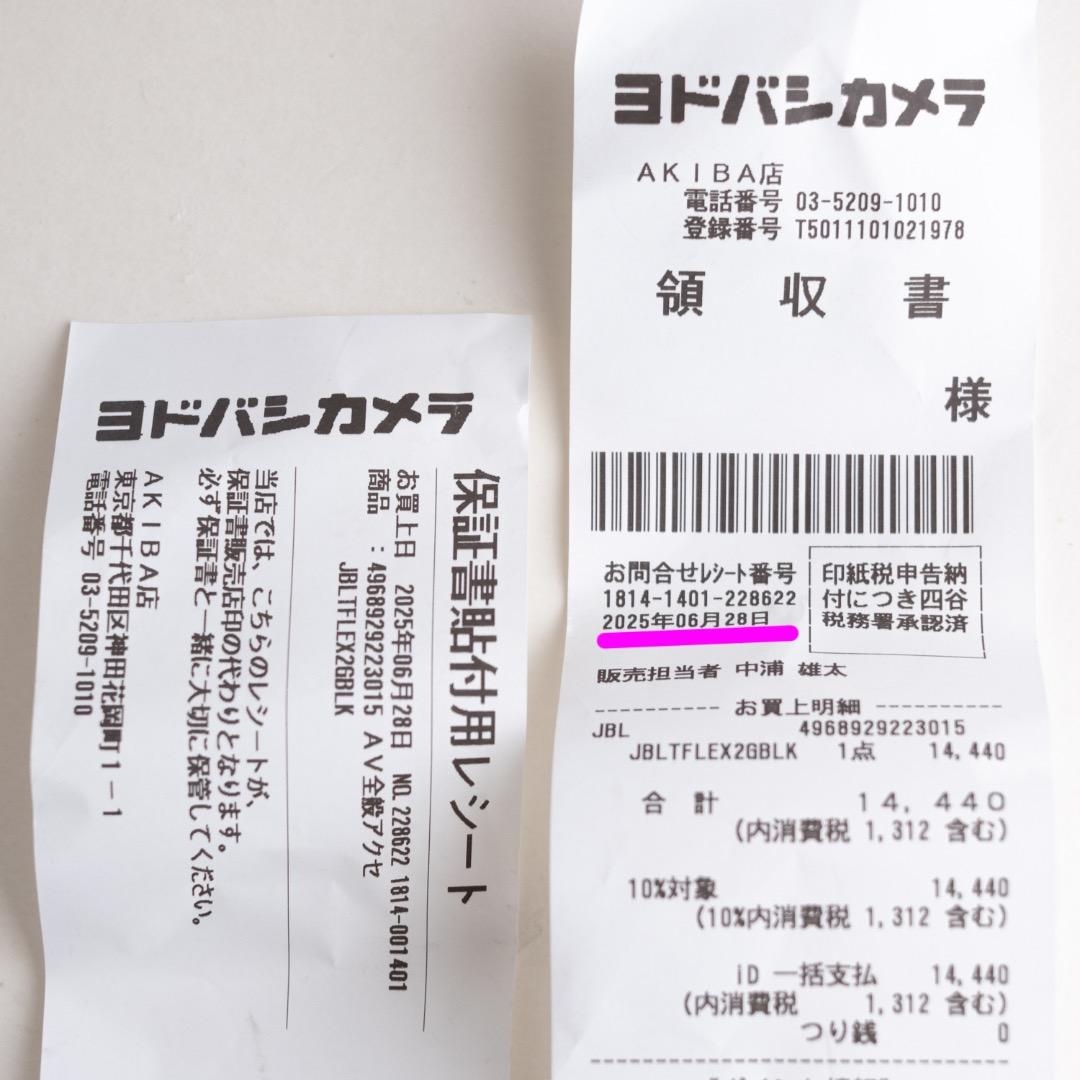 ヨドバシカメラ
AKIBA店
電話番号 03-5209-1010
登録番号 T5011101021978
領収書
様
お問合せレシート番号
1814-1401-228622
2025年06月28日
印紙税申告納
付につき四谷
税務署承認済
販売担当者 中浦 雄太
お買上明細
JBL 4968929223015
JBLTFLEX2GBLK 1点 14,440
合 計 14,440
(内消費税 1,312 含む)
10%対象 14,440
(10%内消費税 1,312 含む)
iD 一括支払 14,440
(内消費税 1,312 含む)
つり銭 0
ヨドバシカメラ
保証書貼付用レシート
お買上日 2025年06月28日 NO.228622 1814-001401
商品 :4968929223015 AV全般アクセ
JBLTFLEX2GBLK
当店では、こちらのレシートが、
保証書販売店印の代わりとなります。
必ず保証書と一緒に大切に保管してください。
AKIBA店
東京都千代田区神田花岡町1-1
電話番号 03-5209-1010